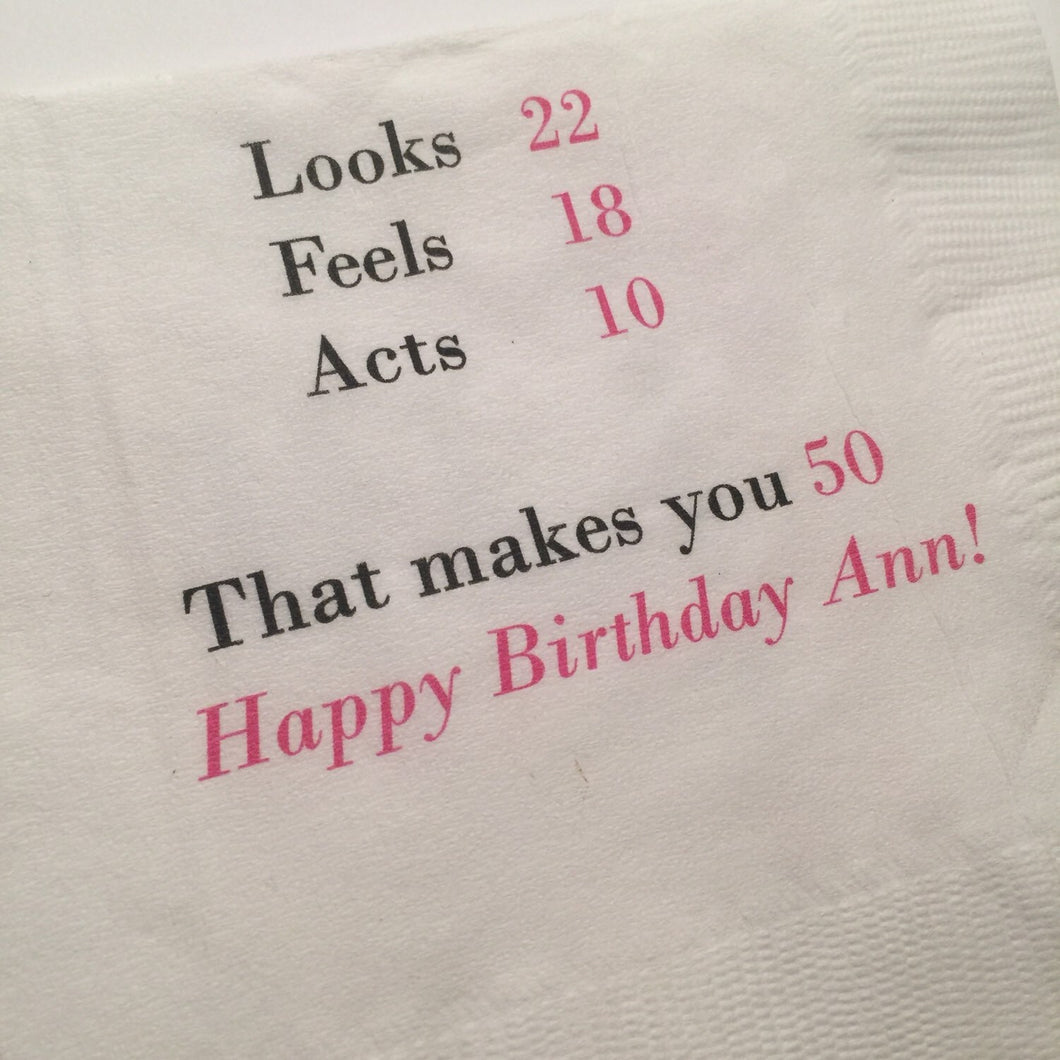 Looks 22
Feels 18
Acts 10
That makes you 50
Happy Birthday Ann!